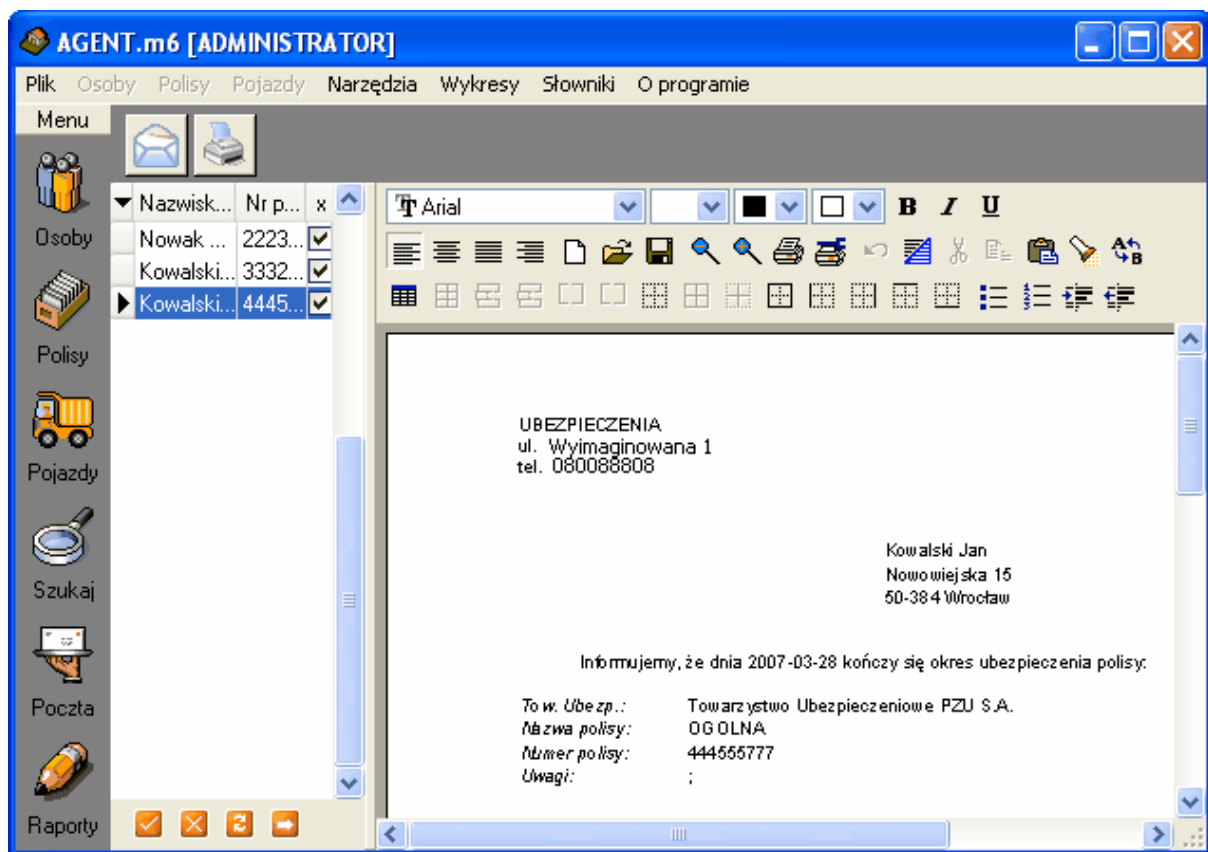 AGENT.m6 [ADMINISTRATOR]
Plik Osoby Polisy Pojazdy Narzędzia Wykresy Słowniki O programie
Menu
Osoby
Polisy
Pojazdy
Szukaj
Poczta
Raporty
Nazwisk... Nr p... x
Nowak ... 2223...
Kowalski... 3332...
Kowalski... 4445...
Arial
B I U
UBEZPIECZENIA
ul. Wyimaginowana 1
tel. 080088808
Kowalski Jan
Nowowiejska 15
50-384 Wrocław
Informujemy, że dnia 2007-03-28 kończy się okres ubezpieczenia polisy:
Tow. Ubezp.: Towarzystwo Ubezpieczeniowe PZU S.A.
Nazwa polisy: OGOLNA
Numer polisy: 444555777
Uwagi: ;